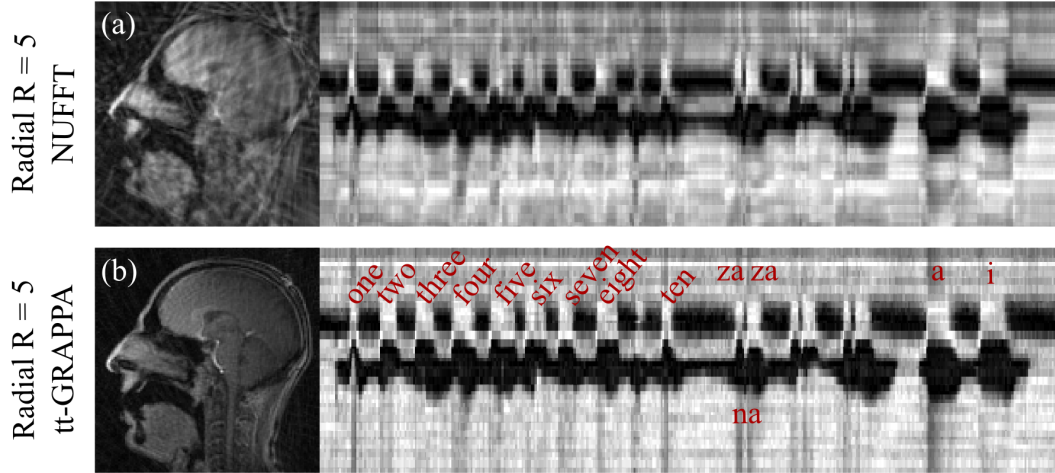 Radial R = 5
NUFFT
(a)
Radial R = 5
tt-GRAPPA
(b)
one two three four five six seven eight ten za za a i
na